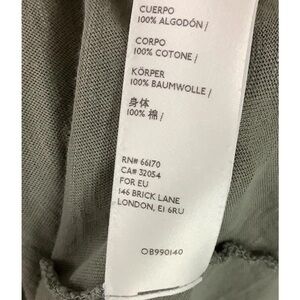 CUERPO
100% ALGODÓN /
CORPO
100% COTONE /
KÖRPER
100% BAUMWOLLE /
身体
100% 棉 /
RN# 66170
CA# 32054
FOR EU
146 BRICK LANE
LONDON, E1 6RU
OB990140